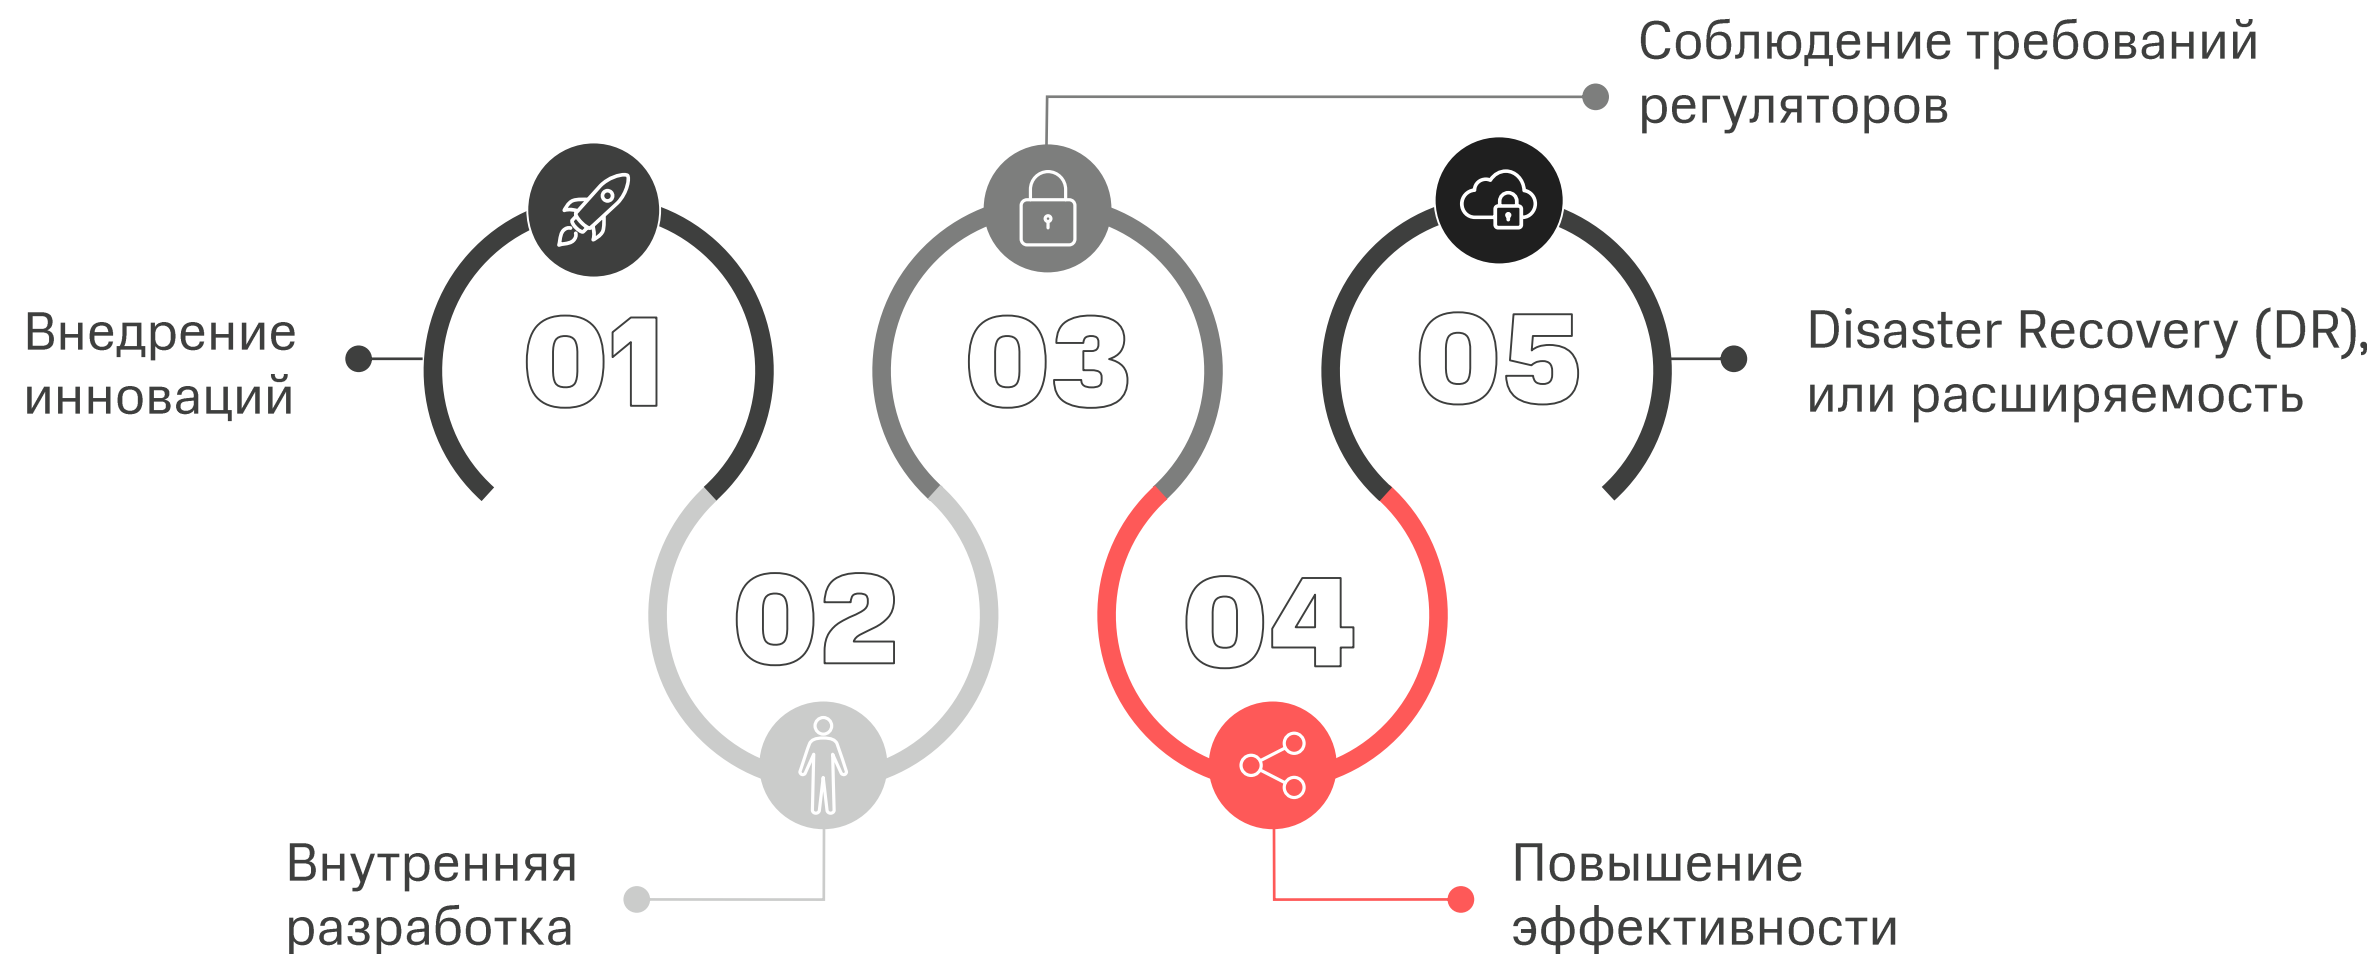 Внедрение
инноваций
01
Внутренняя
разработка
02
Соблюдение требований
регуляторов
03
Повышение
эффективности
04
Disaster Recovery (DR),
или расширяемость
05